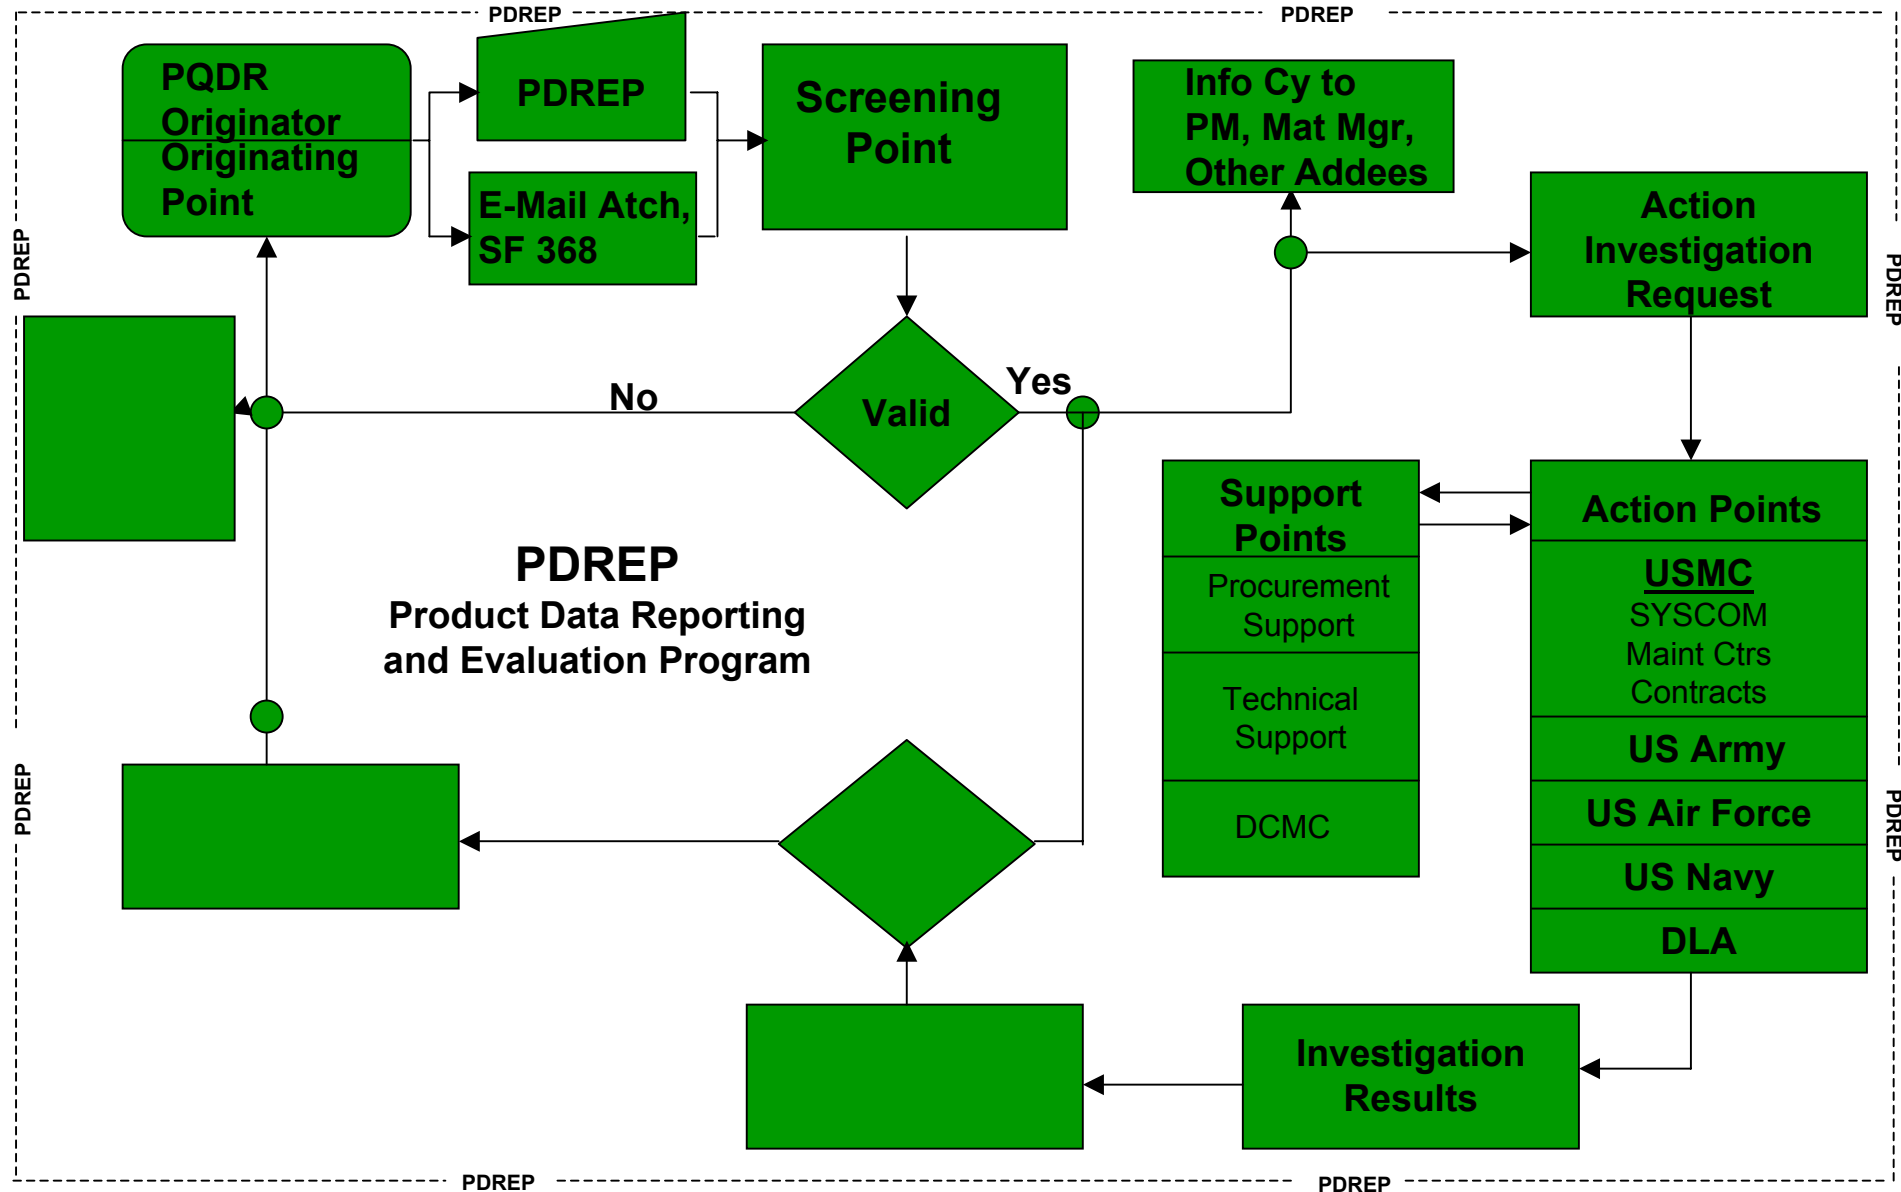 PDREP
PDREP
PQDR
Originator
Originating
Point
PDREP
E-Mail Atch,
SF 368
Screening
Point
Info Cy to
PM, Mat Mgr,
Other Addees
Action
Investigation
Request
PDREP
PDREP
No
Valid
Yes
PDREP
Product Data Reporting
and Evaluation Program
Support
Points
Procurement
Support
Technical
Support
DCMC
Action Points
USMC
SYSCOM
Maint Ctrs
Contracts
US Army
US Air Force
US Navy
DLA
PDREP
PDREP
Investigation
Results
PDREP
PDREP